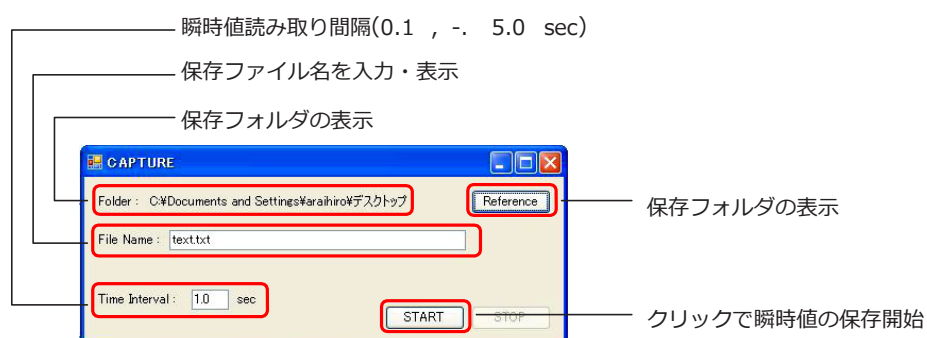 瞬時値読み取り間隔(0.1 , -. 5.0 sec)
保存ファイル名を入力・表示
保存フォルダの表示
CAPTURE
Folder : C:¥Documents and Settings¥araihiro¥デスクトップ
Reference
保存フォルダの表示
File Name : text.txt
Time Interval : 1.0 sec
START
STOP
クリックで瞬時値の保存開始